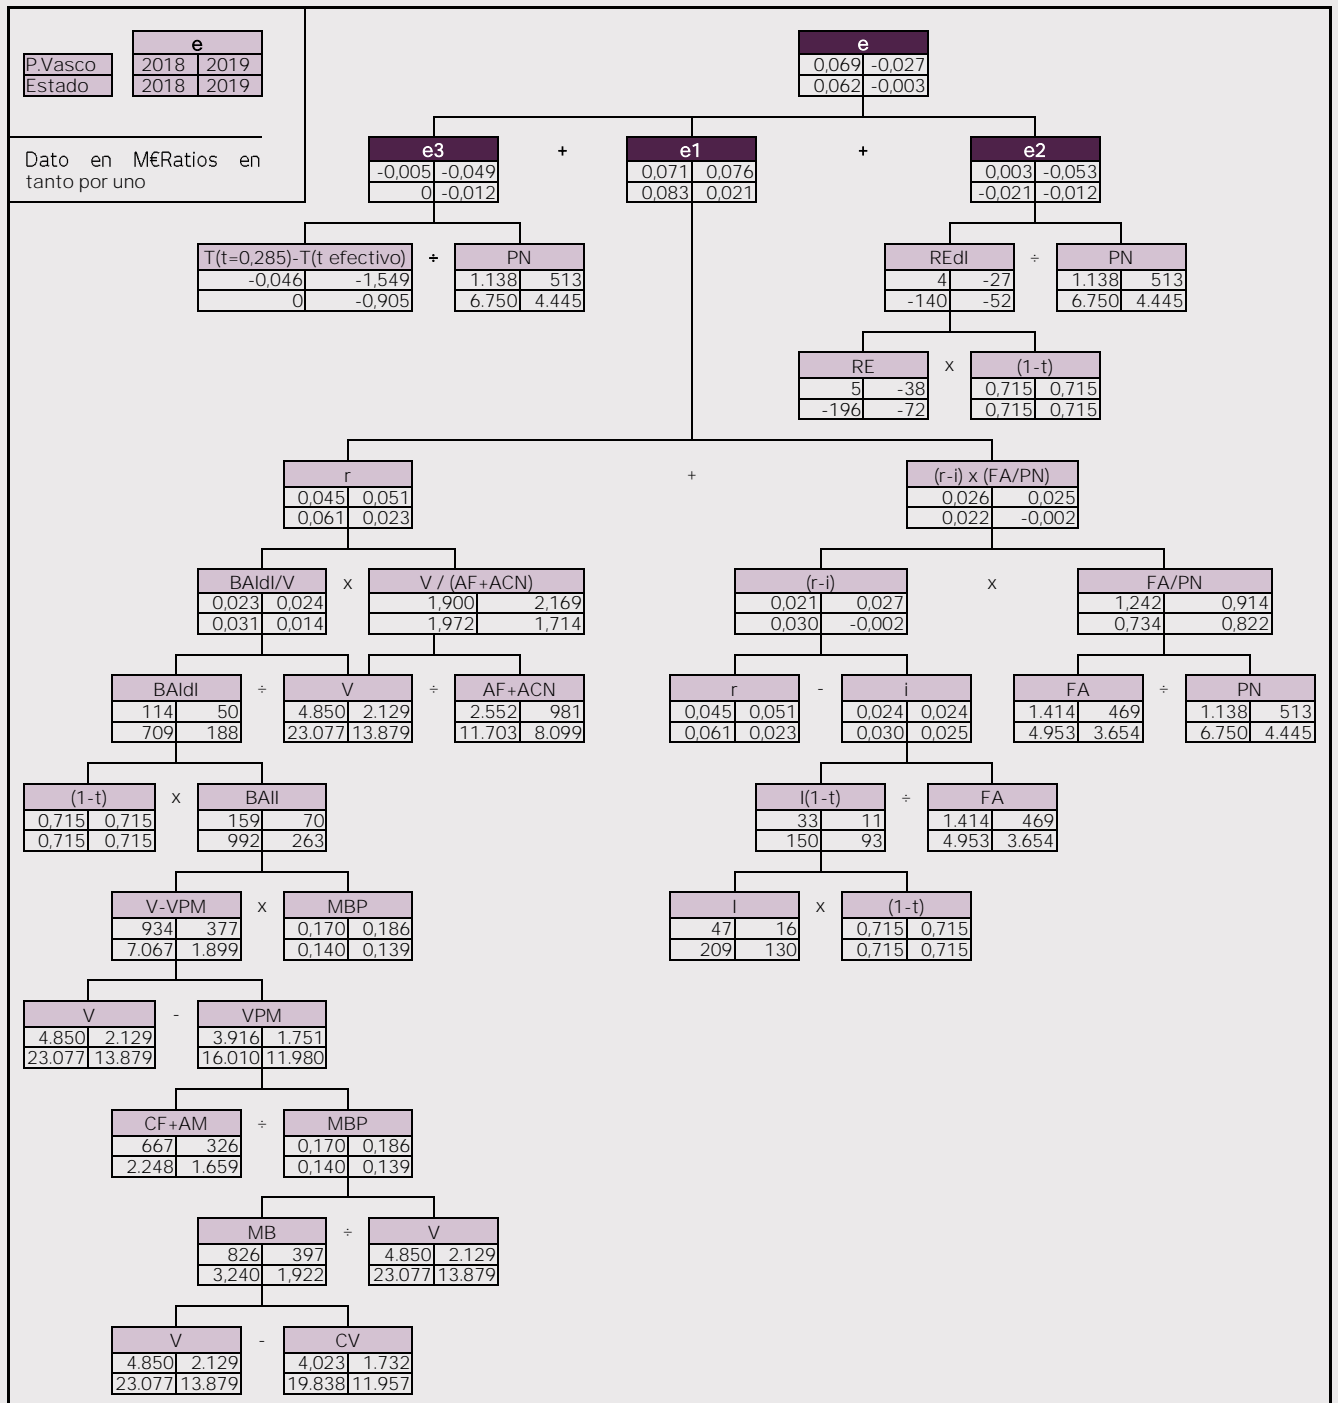 e
P.Vasco 2018 2019
Estado 2018 2019
Dato en M€Ratios en
tanto por uno
e
0,069 -0,027
0,062 -0,003
e3 + e1 + e2
-0,005 -0,049 0,071 0,076 0,003 -0,053
0 -0,012 0,083 0,021 -0,021 -0,012
T(t=0,285)-T(t efectivo) ÷ PN REdI ÷ PN
-0,046 -1,549 1.138 513 4 -27 1.138 513
0 -0,905 6.750 4.445 -140 -52 6.750 4.445
RE x (1-t)
5 -38 0,715 0,715
-196 -72 0,715 0,715
r + (r-i) x (FA/PN)
0,045 0,051 0,026 0,025
0,061 0,023 0,022 -0,002
BAIdI/V x V / (AF+ACN) (r-i) x FA/PN
0,023 0,024 1,900 2,169 0,021 0,027 1,242 0,914
0,031 0,014 1,972 1,714 0,030 -0,002 0,734 0,822
BAIdI ÷ V ÷ AF+ACN r - i FA ÷ PN
114 50 4.850 2.129 2.552 981 0,045 0,051 0,024 0,024 1.414 469 1.138 513
709 188 23.077 13.879 11.703 8.099 0,061 0,023 0,030 0,025 4.953 3.654 6.750 4.445
(1-t) x BAII I(1-t) ÷ FA
0,715 0,715 159 70 33 11 1.414 469
0,715 0,715 992 263 150 93 4.953 3.654
V-VPM x MBP I x (1-t)
934 377 0,170 0,186 47 16 0,715 0,715
7.067 1.899 0,140 0,139 209 130 0,715 0,715
V - VPM
4.850 2.129 3.916 1.751
23.077 13.879 16.010 11.980
CF+AM ÷ MBP
667 326 0,170 0,186
2.248 1.659 0,140 0,139
MB ÷ V
826 397 4.850 2.129
3,240 1,922 23.077 13.879
V - CV
4.850 2.129 4,023 1.732
23.077 13.879 19.838 11.957